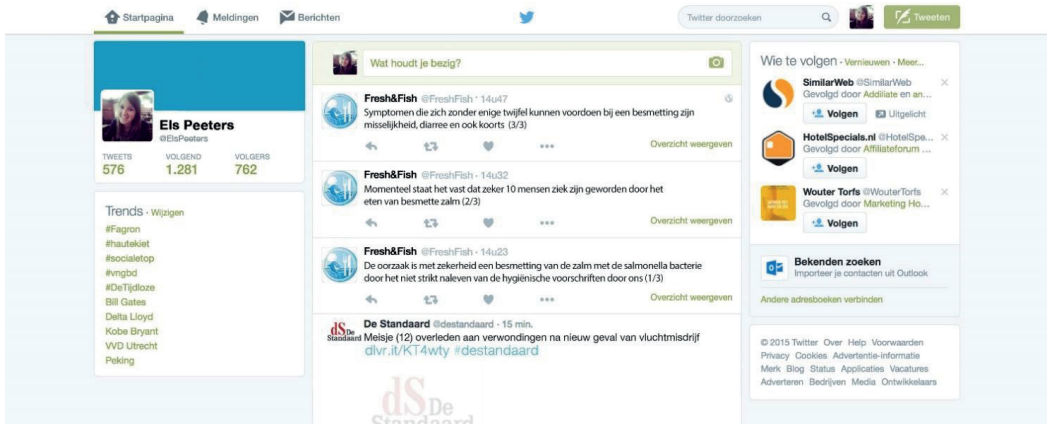 Startpagina Meldingen Berichten Twitter doorzoeken Tweeten
Els Peeters
@ElsPeeters
TWEETS VOLGEND VOLGERS
576 1.281 762
Trends · Wijzigen
#Fagron
#hautekiet
#socialetop
#vngbd
#DeTijdloze
Bill Gates
Delta Lloyd
Kobe Bryant
VVD Utrecht
Peking
Wat houdt je bezig?
Fresh&Fish @FreshFish · 14u47
Symptomen die zich zonder enige twijfel kunnen voordoen bij een besmetting zijn
misselijkheid, diarree en ook koorts (3/3)
Overzicht weergeven
Fresh&Fish @FreshFish · 14u32
Momenteel staat het vast dat zeker 10 mensen ziek zijn geworden door het
eten van besmette zalm (2/3)
Overzicht weergeven
Fresh&Fish @FreshFish · 14u23
De oorzaak is met zekerheid een besmetting van de zalm met de salmonella bacterie
door het niet strikt naleven van de hygiënische voorschriften door ons (1/3)
Overzicht weergeven
dS De Standaard
De Standaard @destandaard · 15 min.
Meisje (12) overleden aan verwondingen na nieuw geval van vluchtmisdrijf
dlvr.it/KT4wty #destandaard
dS De
Standaard
Wie te volgen · Vernieuwen · Meer...
SimilarWeb @SimilarWeb
Gevolgd door Addiliate en an...
Volgen Uitgelicht
HotelSpecials.nl @HotelSpe...
Gevolgd door Affiliateforum ...
Volgen
Wouter Torfs @WouterTorfs
Gevolgd door Marketing Ho...
Volgen
Bekenden zoeken
Importeer je contacten uit Outlook
Andere adresboeken verbinden
© 2015 Twitter Over Help Voorwaarden
Privacy Cookies Advertentie-informatie
Merk Blog Status Applicaties Vacatures
Adverteren Bedrijven Media Ontwikkelaars